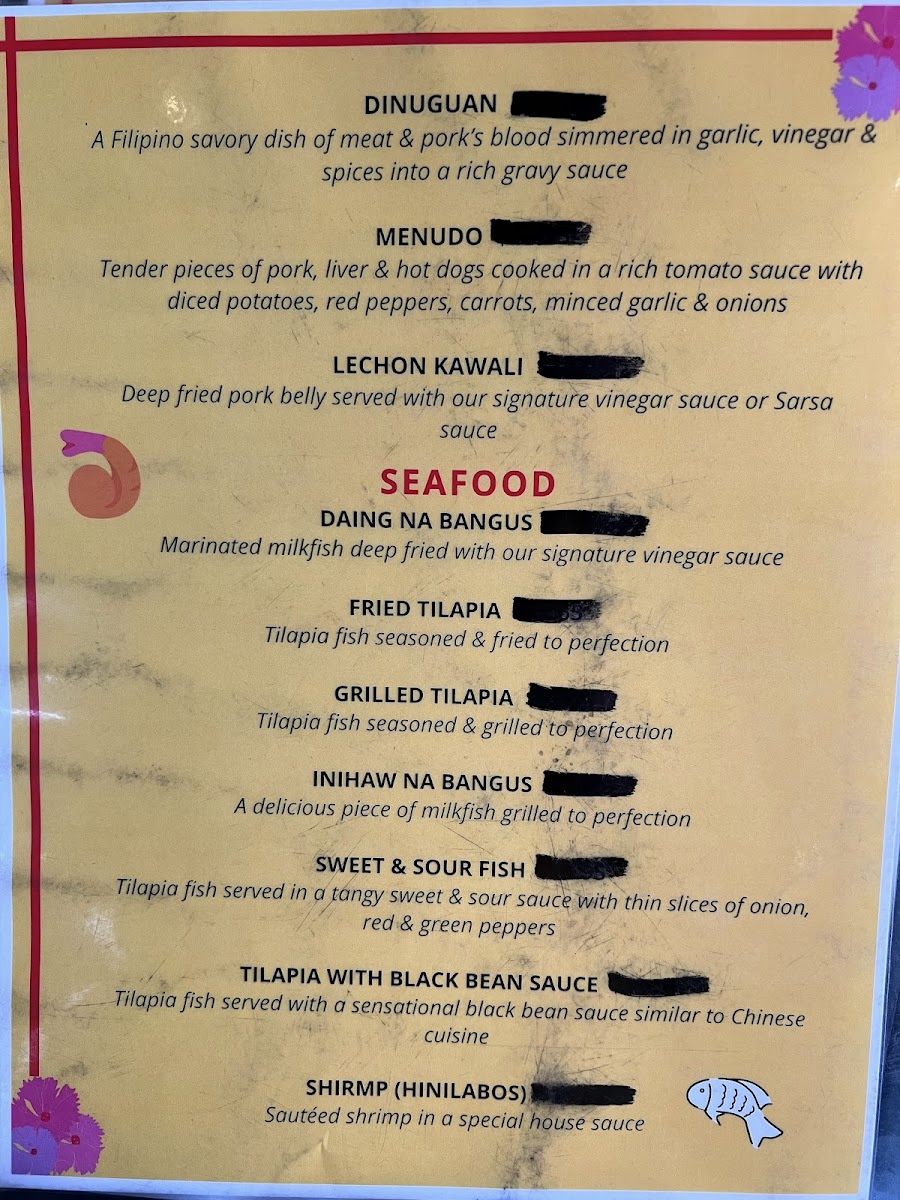 DINUGUAN
A Filipino savory dish of meat & pork's blood simmered in garlic, vinegar &
spices into a rich gravy sauce
MENUDO
Tender pieces of pork, liver & hot dogs cooked in a rich tomato sauce with
diced potatoes, red peppers, carrots, minced garlic & onions
LECHON KAWALI
Deep fried pork belly served with our signature vinegar sauce or Sarsa
sauce
SEAFOOD
DAING NA BANGUS
Marinated milkfish deep fried with our signature vinegar sauce
FRIED TILAPIA
Tilapia fish seasoned & fried to perfection
GRILLED TILAPIA
Tilapia fish seasoned & grilled to perfection
INIHAW NA BANGUS
A delicious piece of milkfish grilled to perfection
SWEET & SOUR FISH
Tilapia fish served in a tangy sweet & sour sauce with thin slices of onion,
red & green peppers
TILAPIA WITH BLACK BEAN SAUCE
Tilapia fish served with a sensational black bean sauce similar to Chinese
cuisine
SHIRMP (HINILABOS)
Sautéed shrimp in a special house sauce